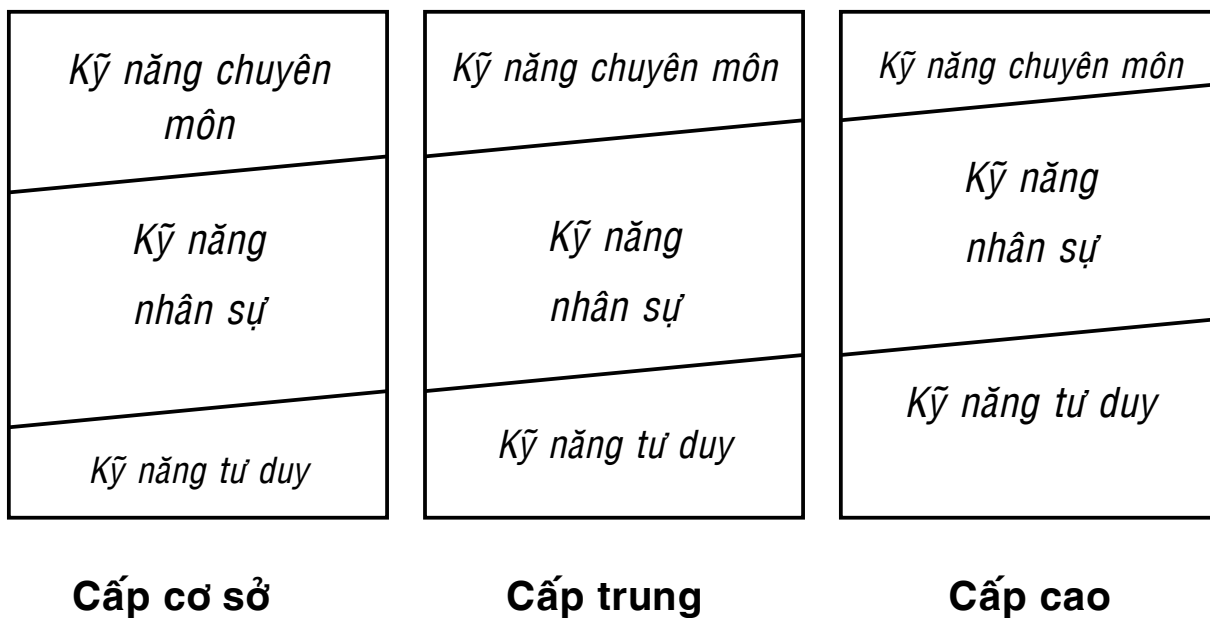 Kỹ năng chuyên
môn
Kỹ năng
nhân sự
Kỹ năng tư duy
Cấp cơ sở
Kỹ năng chuyên môn
Kỹ năng
nhân sự
Kỹ năng tư duy
Cấp trung
Kỹ năng chuyên môn
Kỹ năng
nhân sự
Kỹ năng tư duy
Cấp cao